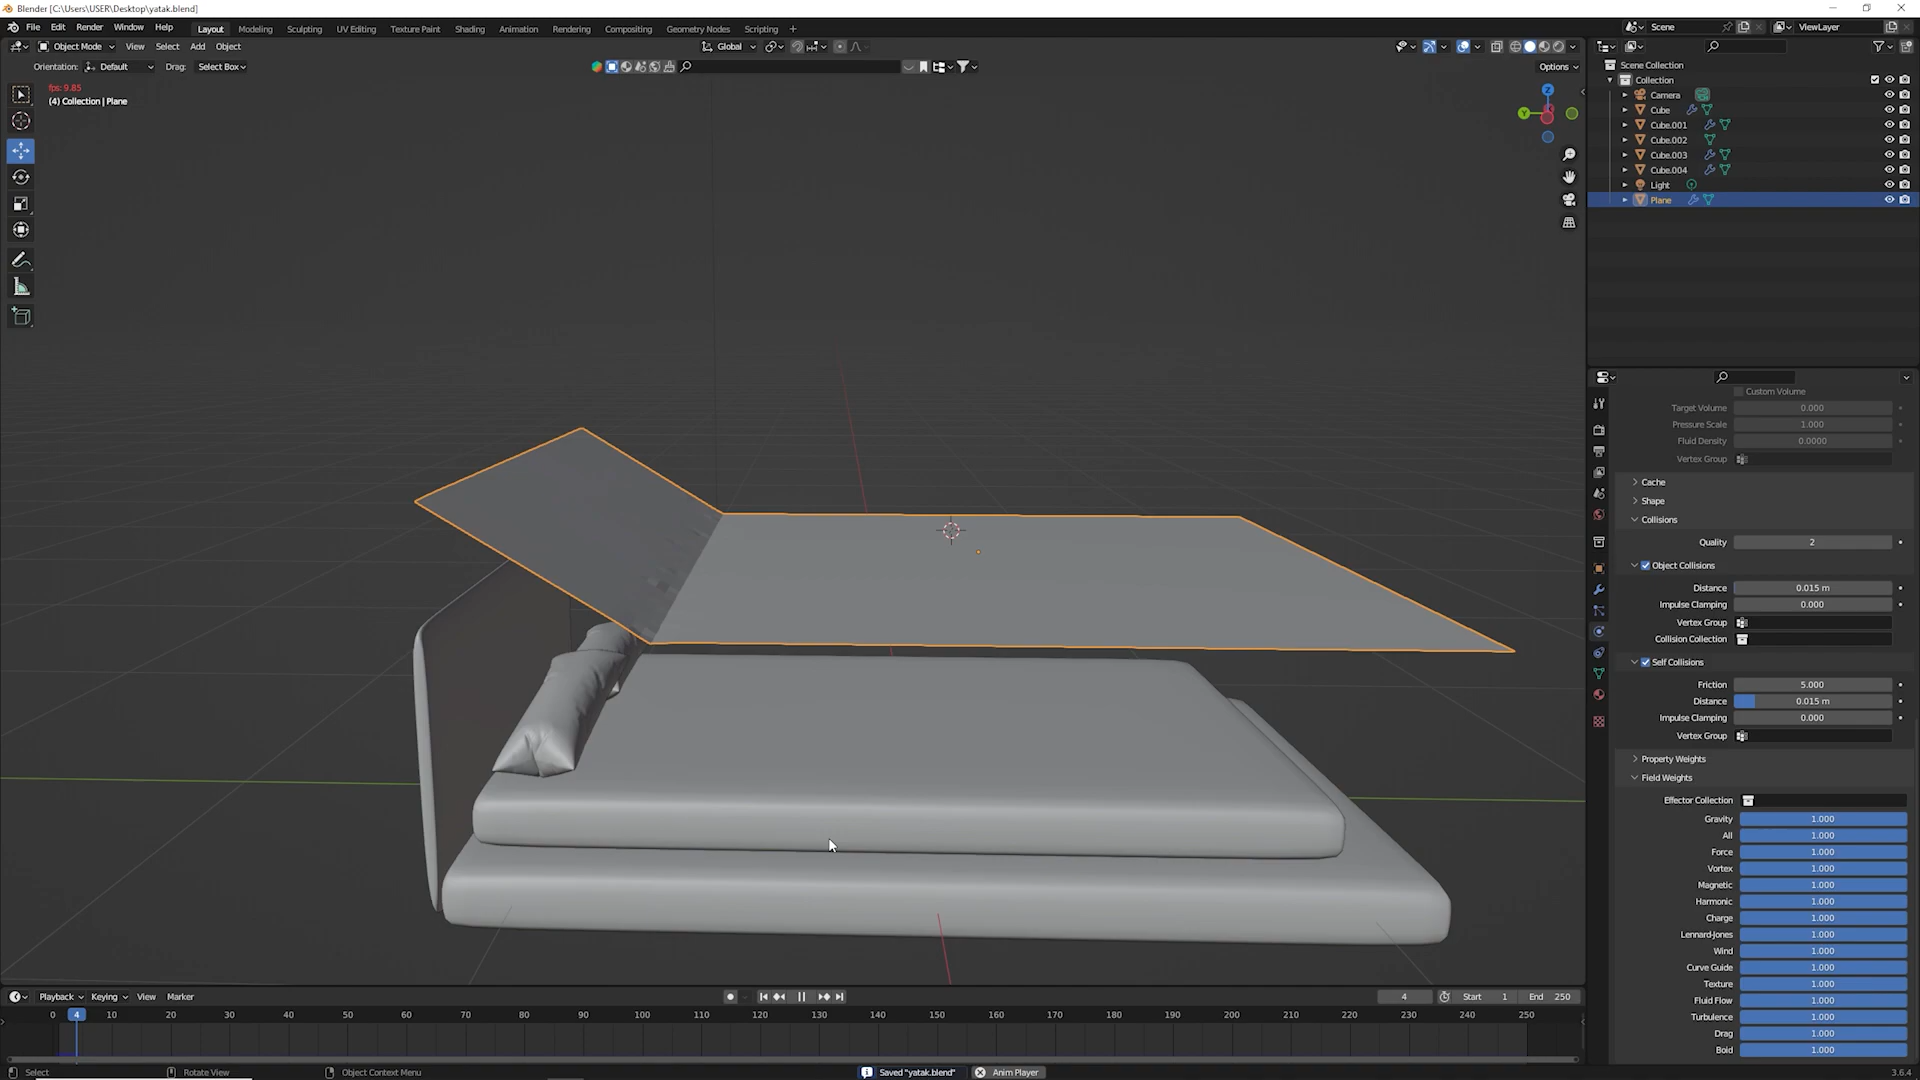 Blender [C:\Users\USER\Desktop\yatak.blend]
File Edit Render Window Help Layout Modeling Sculpting UV Editing Texture Paint Shading Animation Rendering Compositing Geometry Nodes Scripting + Scene ViewLayer
Object Mode View Select Add Object Global
Orientation: Default Drag: Select Box Options
fps: 9.85
(4) Collection | Plane
Z
Y
Scene Collection
Collection
Camera
Cube
Cube.001
Cube.002
Cube.003
Cube.004
Light
Plane
Custom Volume
Target Volume 0.000
Pressure Scale 1.000
Fluid Density 0.0000
Vertex Group
Cache
Shape
Collisions
Quality 2
Object Collisions
Distance 0.015 m
Impulse Clamping 0.000
Vertex Group
Collision Collection
Self Collisions
Friction 5.000
Distance 0.015 m
Impulse Clamping 0.000
Vertex Group
Property Weights
Field Weights
Effector Collection
Gravity 1.000
All 1.000
Force 1.000
Vortex 1.000
Magnetic 1.000
Harmonic 1.000
Charge 1.000
Lennard-Jones 1.000
Wind 1.000
Curve Guide 1.000
Texture 1.000
Fluid Flow 1.000
Turbulence 1.000
Drag 1.000
Boid 1.000
Playback Keying View Marker 4 Start 1 End 250
0 4 10 20 30 40 50 60 70 80 90 100 110 120 130 140 150 160 170 180 190 200 210 220 230 240 250
Select Rotate View Object Context Menu Saved "yatak.blend" Anim Player 3.6.4